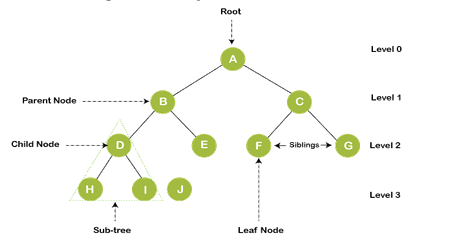 Root
A
Level 0
Parent Node
B
C
Level 1
Child Node
D
E
F
Siblings
G
Level 2
H
I
J
Level 3
Sub-tree
Leaf Node